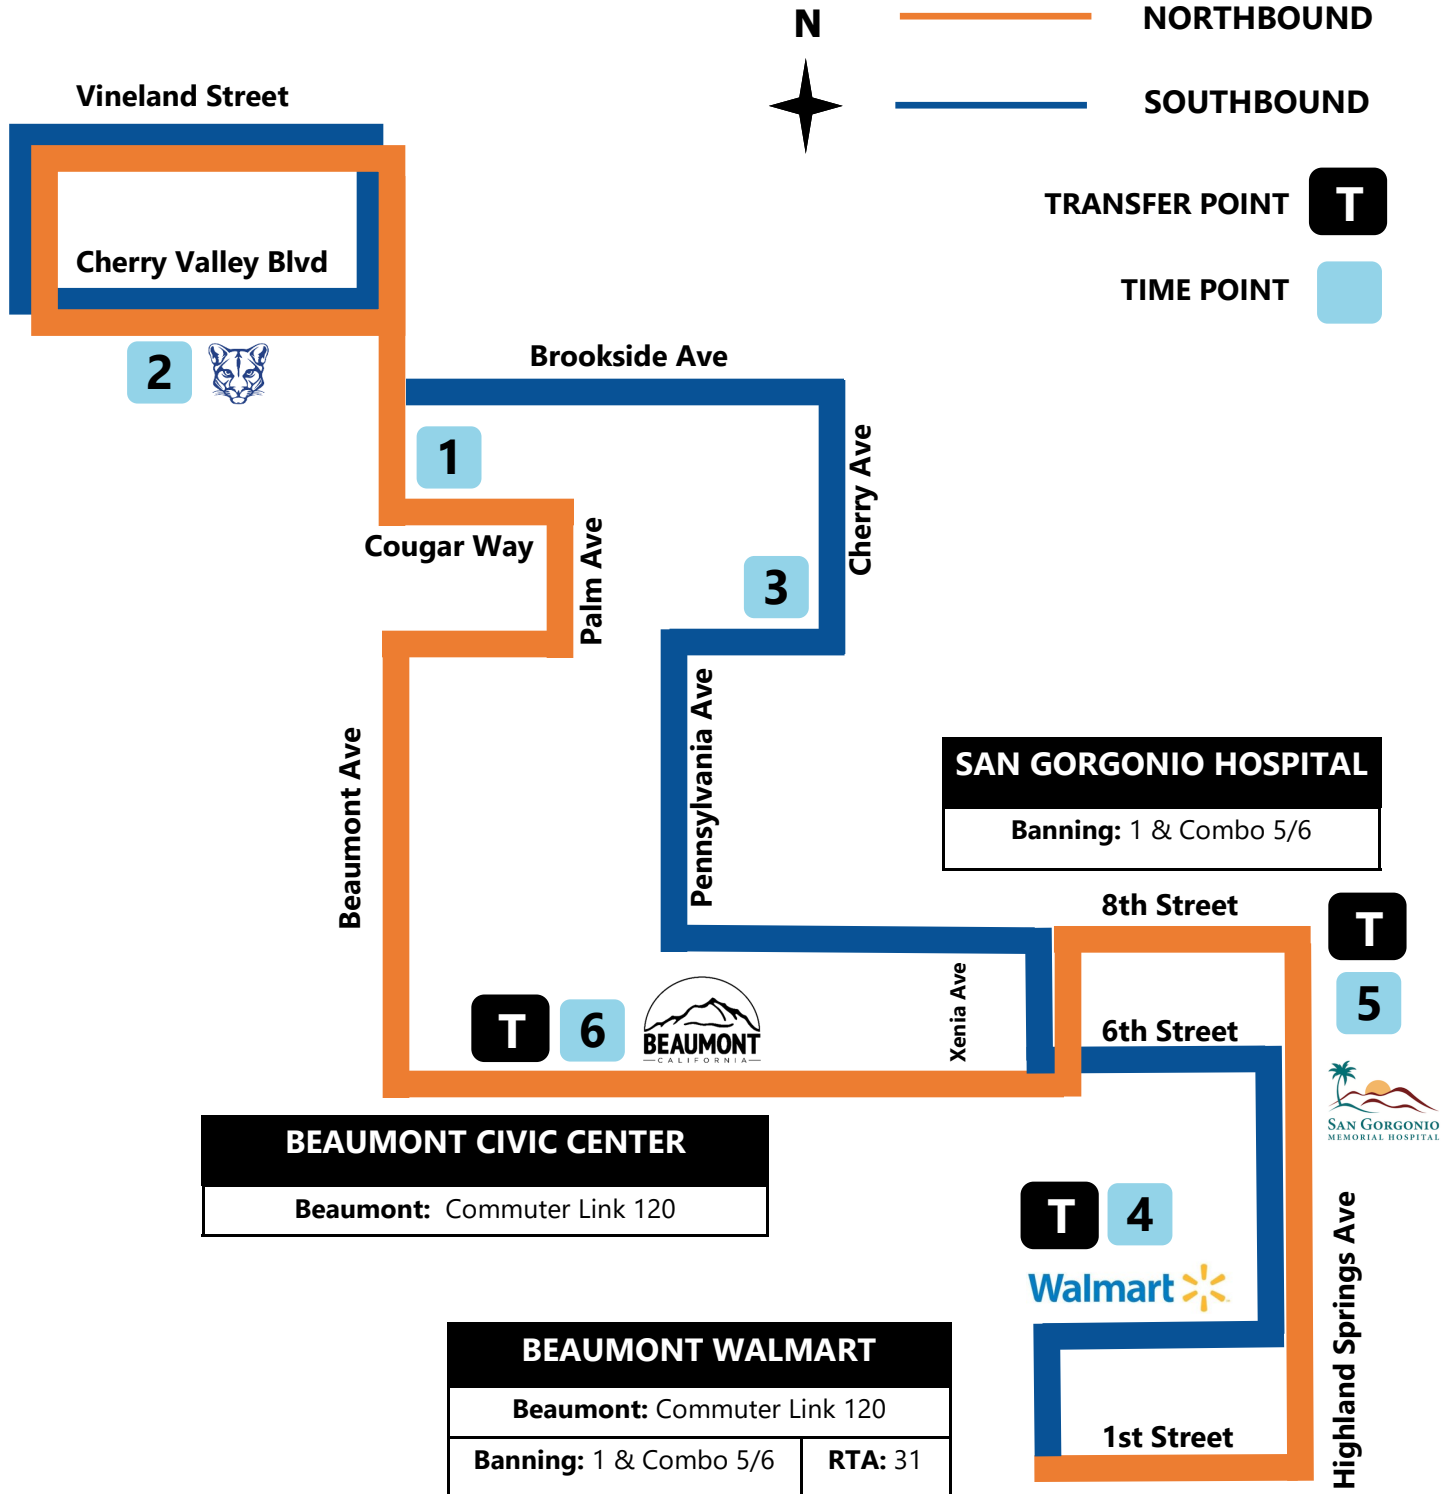 N
NORTHBOUND
SOUTHBOUND
TRANSFER POINT T
TIME POINT
Vineland Street
Cherry Valley Blvd
2
Brookside Ave
1
Cherry Ave
Cougar Way
Palm Ave
3
Beaumont Ave
Pennsylvania Ave
SAN GORGONIO HOSPITAL
Banning: 1 & Combo 5/6
8th Street
T
5
6th Street
Xenia Ave
T 6
BEAUMONT
CALIFORNIA
SAN GORGONIO
MEMORIAL HOSPITAL
BEAUMONT CIVIC CENTER
Beaumont: Commuter Link 120
T 4
Walmart
Highland Springs Ave
BEAUMONT WALMART
Beaumont: Commuter Link 120
Banning: 1 & Combo 5/6 RTA: 31
1st Street